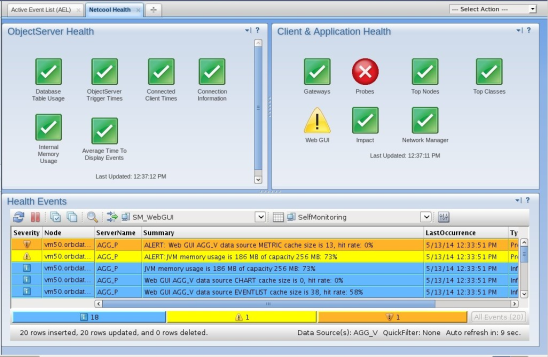 Active Event List (AEL)
Netcool Health
--- Select Action ---
ObjectServer Health
Client & Application Health
Database
Table Usage
ObjectServer
Trigger Times
Connected
Client Times
Connection
Information
Gateways
Probes
Top Nodes
Top Classes
Internal
Memory
Usage
Average Time To
Display Events
Web GUI
Impact
Network Manager
Last Updated: 12:37:12 PM
Last Updated: 12:37:11 PM
Health Events
SM_WebGUI
SelfMonitoring
Severity Node ServerName Summary LastOccurrence Ty
vm50.orbdat... AGG_P ALERT: Web GUI AGG_V data source METRIC cache size is 13, hit rate: 0% 5/13/14 12:33:51 PM Pro
vm50.orbdat... AGG_P ALERT:JVM memory usage is 186 MB of capacity 256 MB: 73% 5/13/14 12:33:51 PM Pro
vm50.orbdat... AGG_P JVM memory usage is 186 MB of capacity 256 MB: 73% 5/13/14 12:33:51 PM Inf
vm50.orbdat... AGG_P Web GUI AGG_V data source CHART cache size is 0, hit rate: 0% 5/13/14 12:33:51 PM Inf
vm50.orbdat... AGG_P Web GUI AGG_V data source EVENTLIST cache size is 38, hit rate: 58% 5/13/14 12:33:51 PM Inf
18
1
1
All Events (20)
20 rows inserted, 20 rows updated, and 0 rows deleted.
Data Source(s): AGG_V QuickFilter: None Auto refresh in: 9 sec.